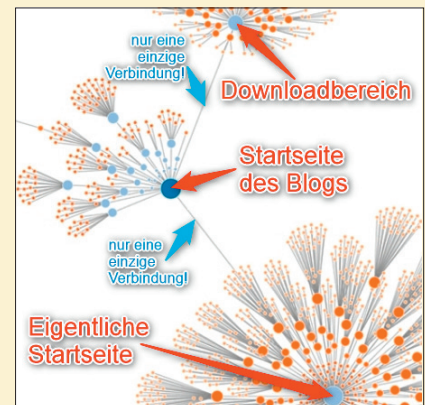 nur eine
einzige
Verbindung!
Downloadbereich
Startseite
des Blogs
nur eine
einzige
Verbindung!
Eigentliche
Startseite